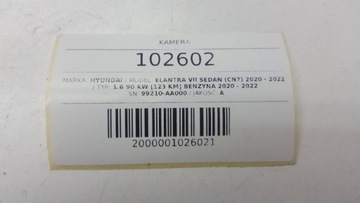 KAMERA
102602
MARKA: HYUNDAI / MODEL: ELANTRA VII SEDAN (CN7) 2020 - 2022
/ TYP: 1.6 90 KW [123 KM] BENZYNA 2020 - 2022
SN: 99210-AA000 / JAKOŚĆ: A
2000001026021